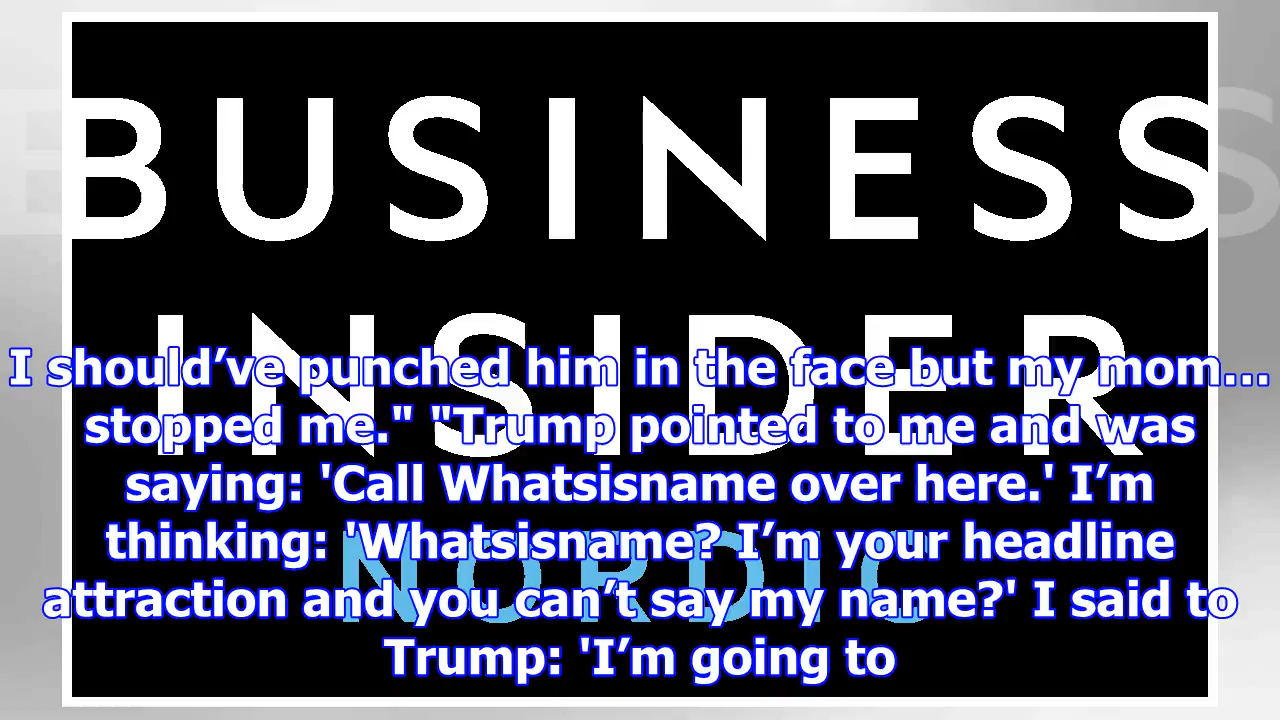 BUSINESS
INSIDER
NORDIC
I should’ve punched him in the face but my mom...
stopped me." "Trump pointed to me and was
saying: 'Call Whatsisname over here.' I’m
thinking: 'Whatsisname? I’m your headline
attraction and you can’t say my name?' I said to
Trump: 'I’m going to